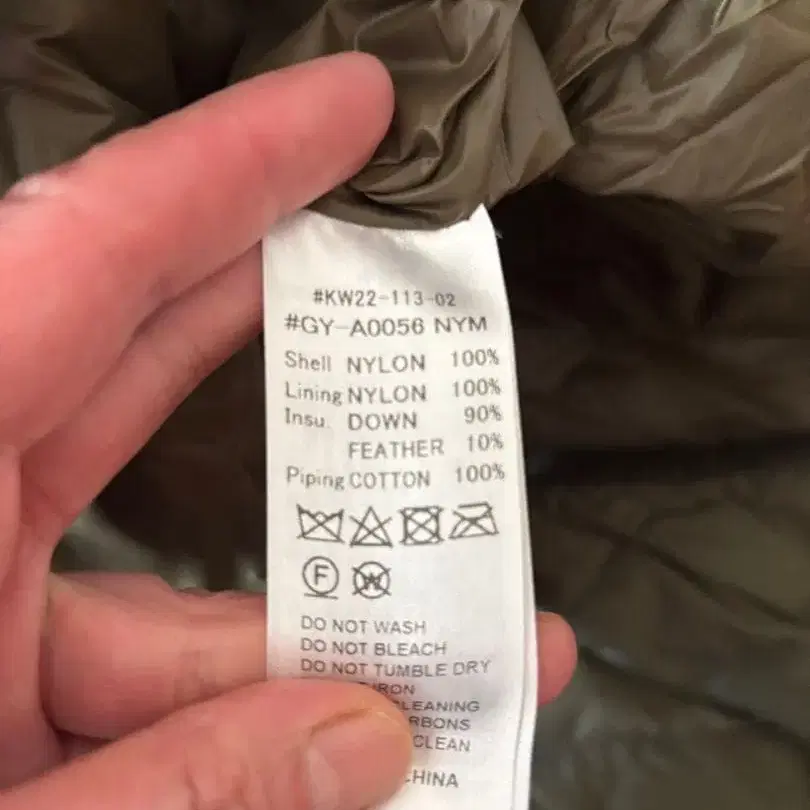 #KW22-113-02
#GY-A0056 NYM
Shell NYLON 100%
Lining NYLON 100%
Insu. DOWN 90%
FEATHER 10%
Piping COTTON 100%
F
W
DO NOT WASH
DO NOT BLEACH
DO NOT TUMBLE DRY
IRON
CLEANING
CLEAN
CHINA